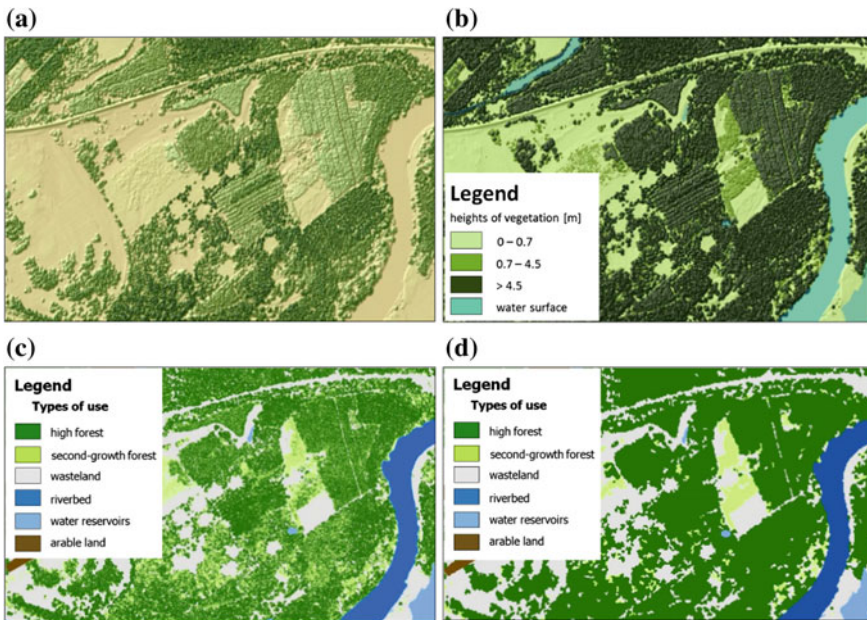 (a)
(b)
Legend
heights of vegetation [m]
0 – 0.7
0.7 – 4.5
> 4.5
water surface
(c)
Legend
Types of use
high forest
second-growth forest
wasteland
riverbed
water reservoirs
arable land
(d)
Legend
Types of use
high forest
second-growth forest
wasteland
riverbed
water reservoirs
arable land